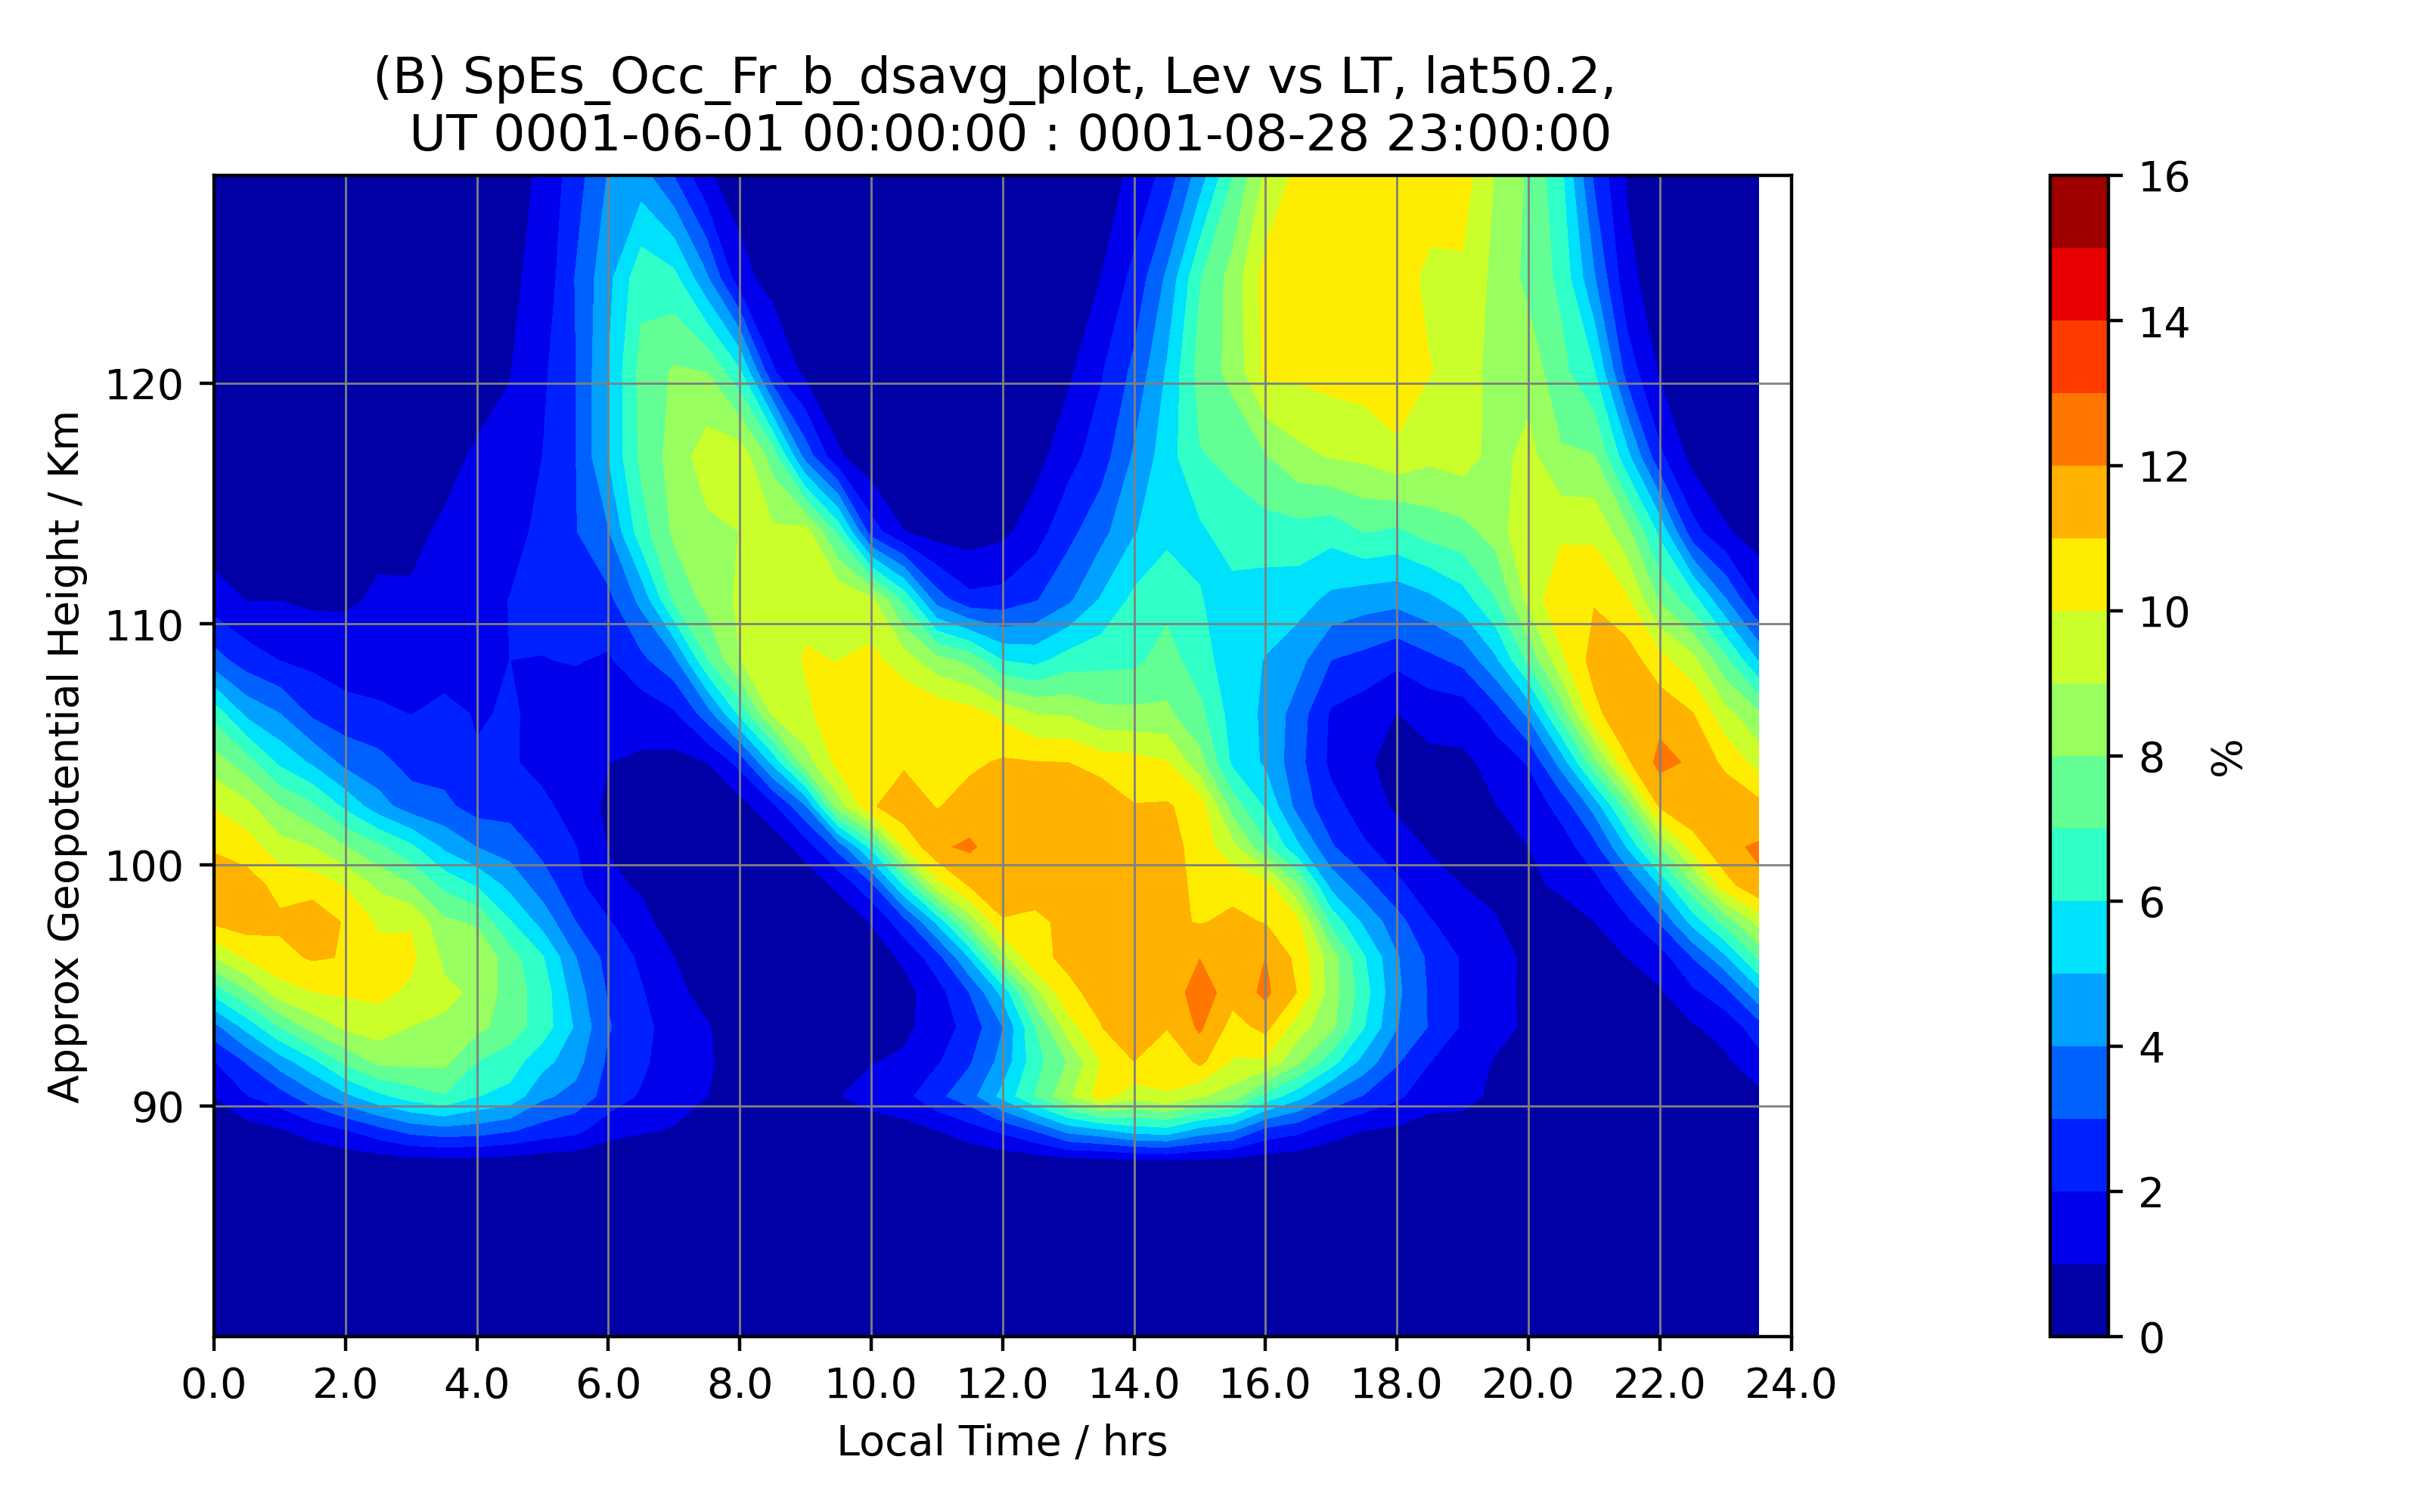 (B) SpEs_Occ_Fr_b_dsavg_plot, Lev vs LT, lat50.2,
UT 0001-06-01 00:00:00 : 0001-08-28 23:00:00
Approx Geopotential Height / Km
120
110
100
90
0.0 2.0 4.0 6.0 8.0 10.0 12.0 14.0 16.0 18.0 20.0 22.0 24.0
Local Time / hrs
16
14
12
10
8
6
4
2
0
%